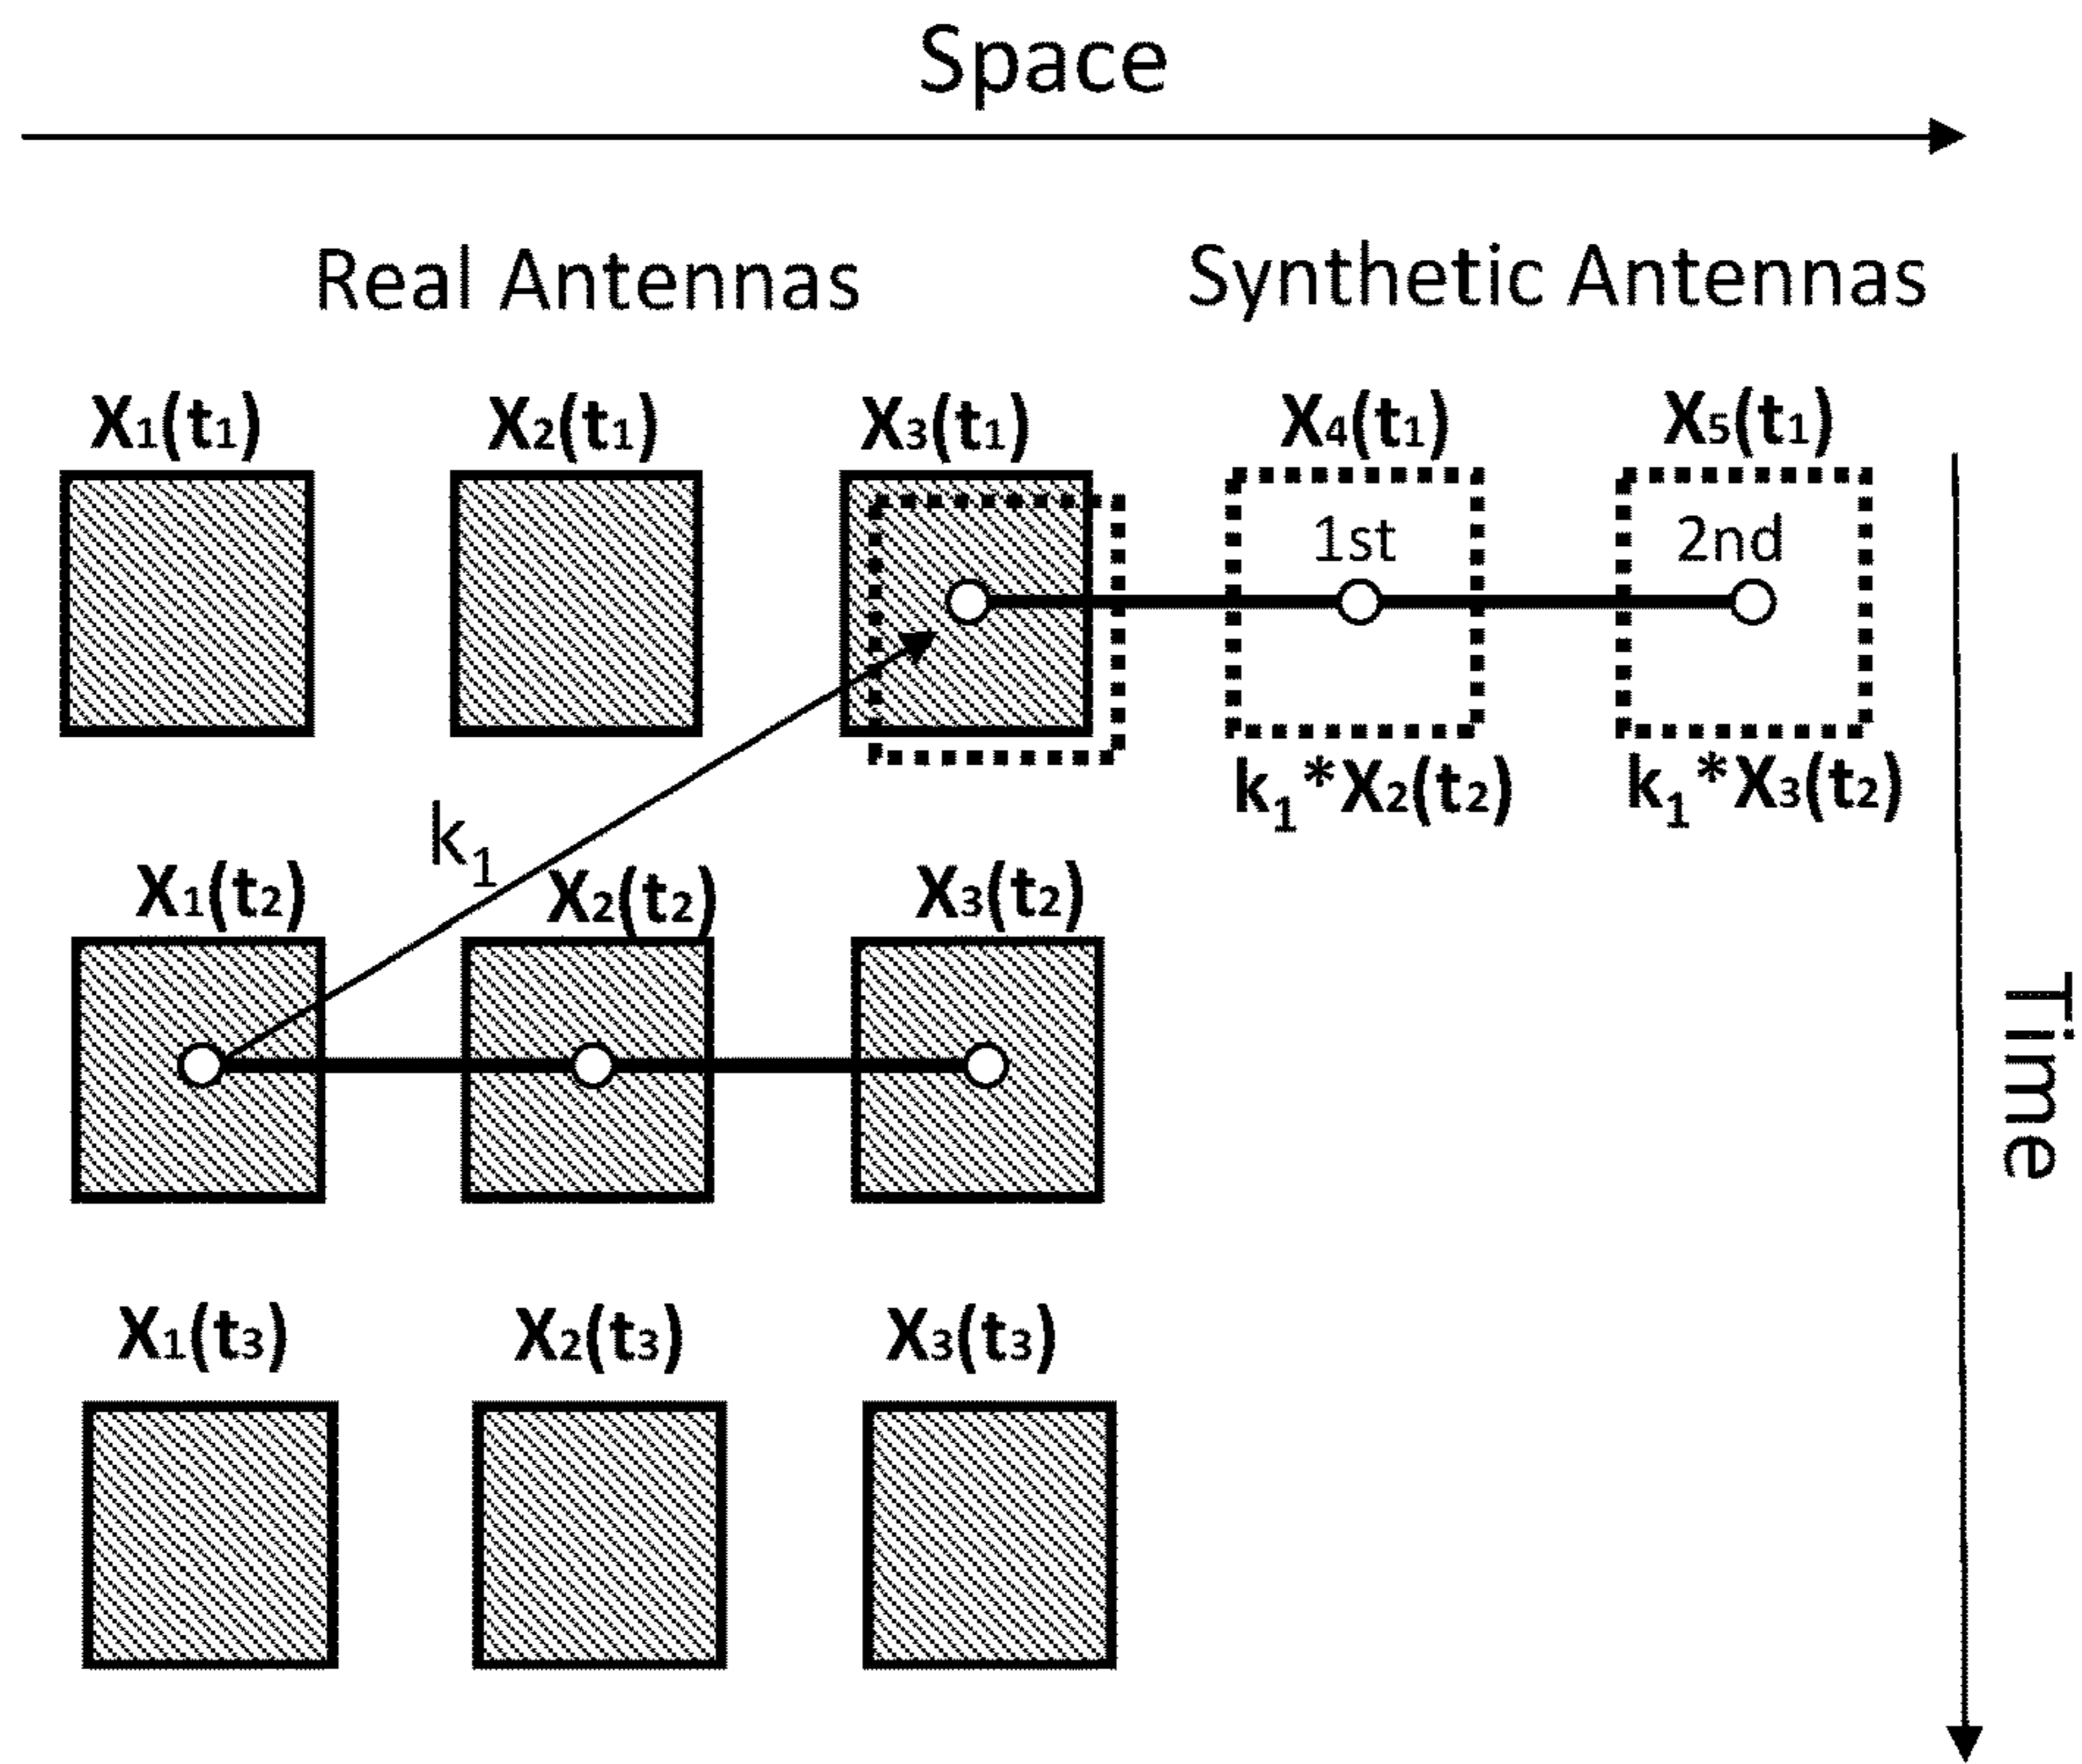 Space
Real Antennas Synthetic Antennas
X₁(t₁) X₂(t₁) X₃(t₁) X₄(t₁) X₅(t₁)
1st 2nd
k₁*X₂(t₂) k₁*X₃(t₂)
k₁
X₁(t₂) X₂(t₂) X₃(t₂)
Time
X₁(t₃) X₂(t₃) X₃(t₃)